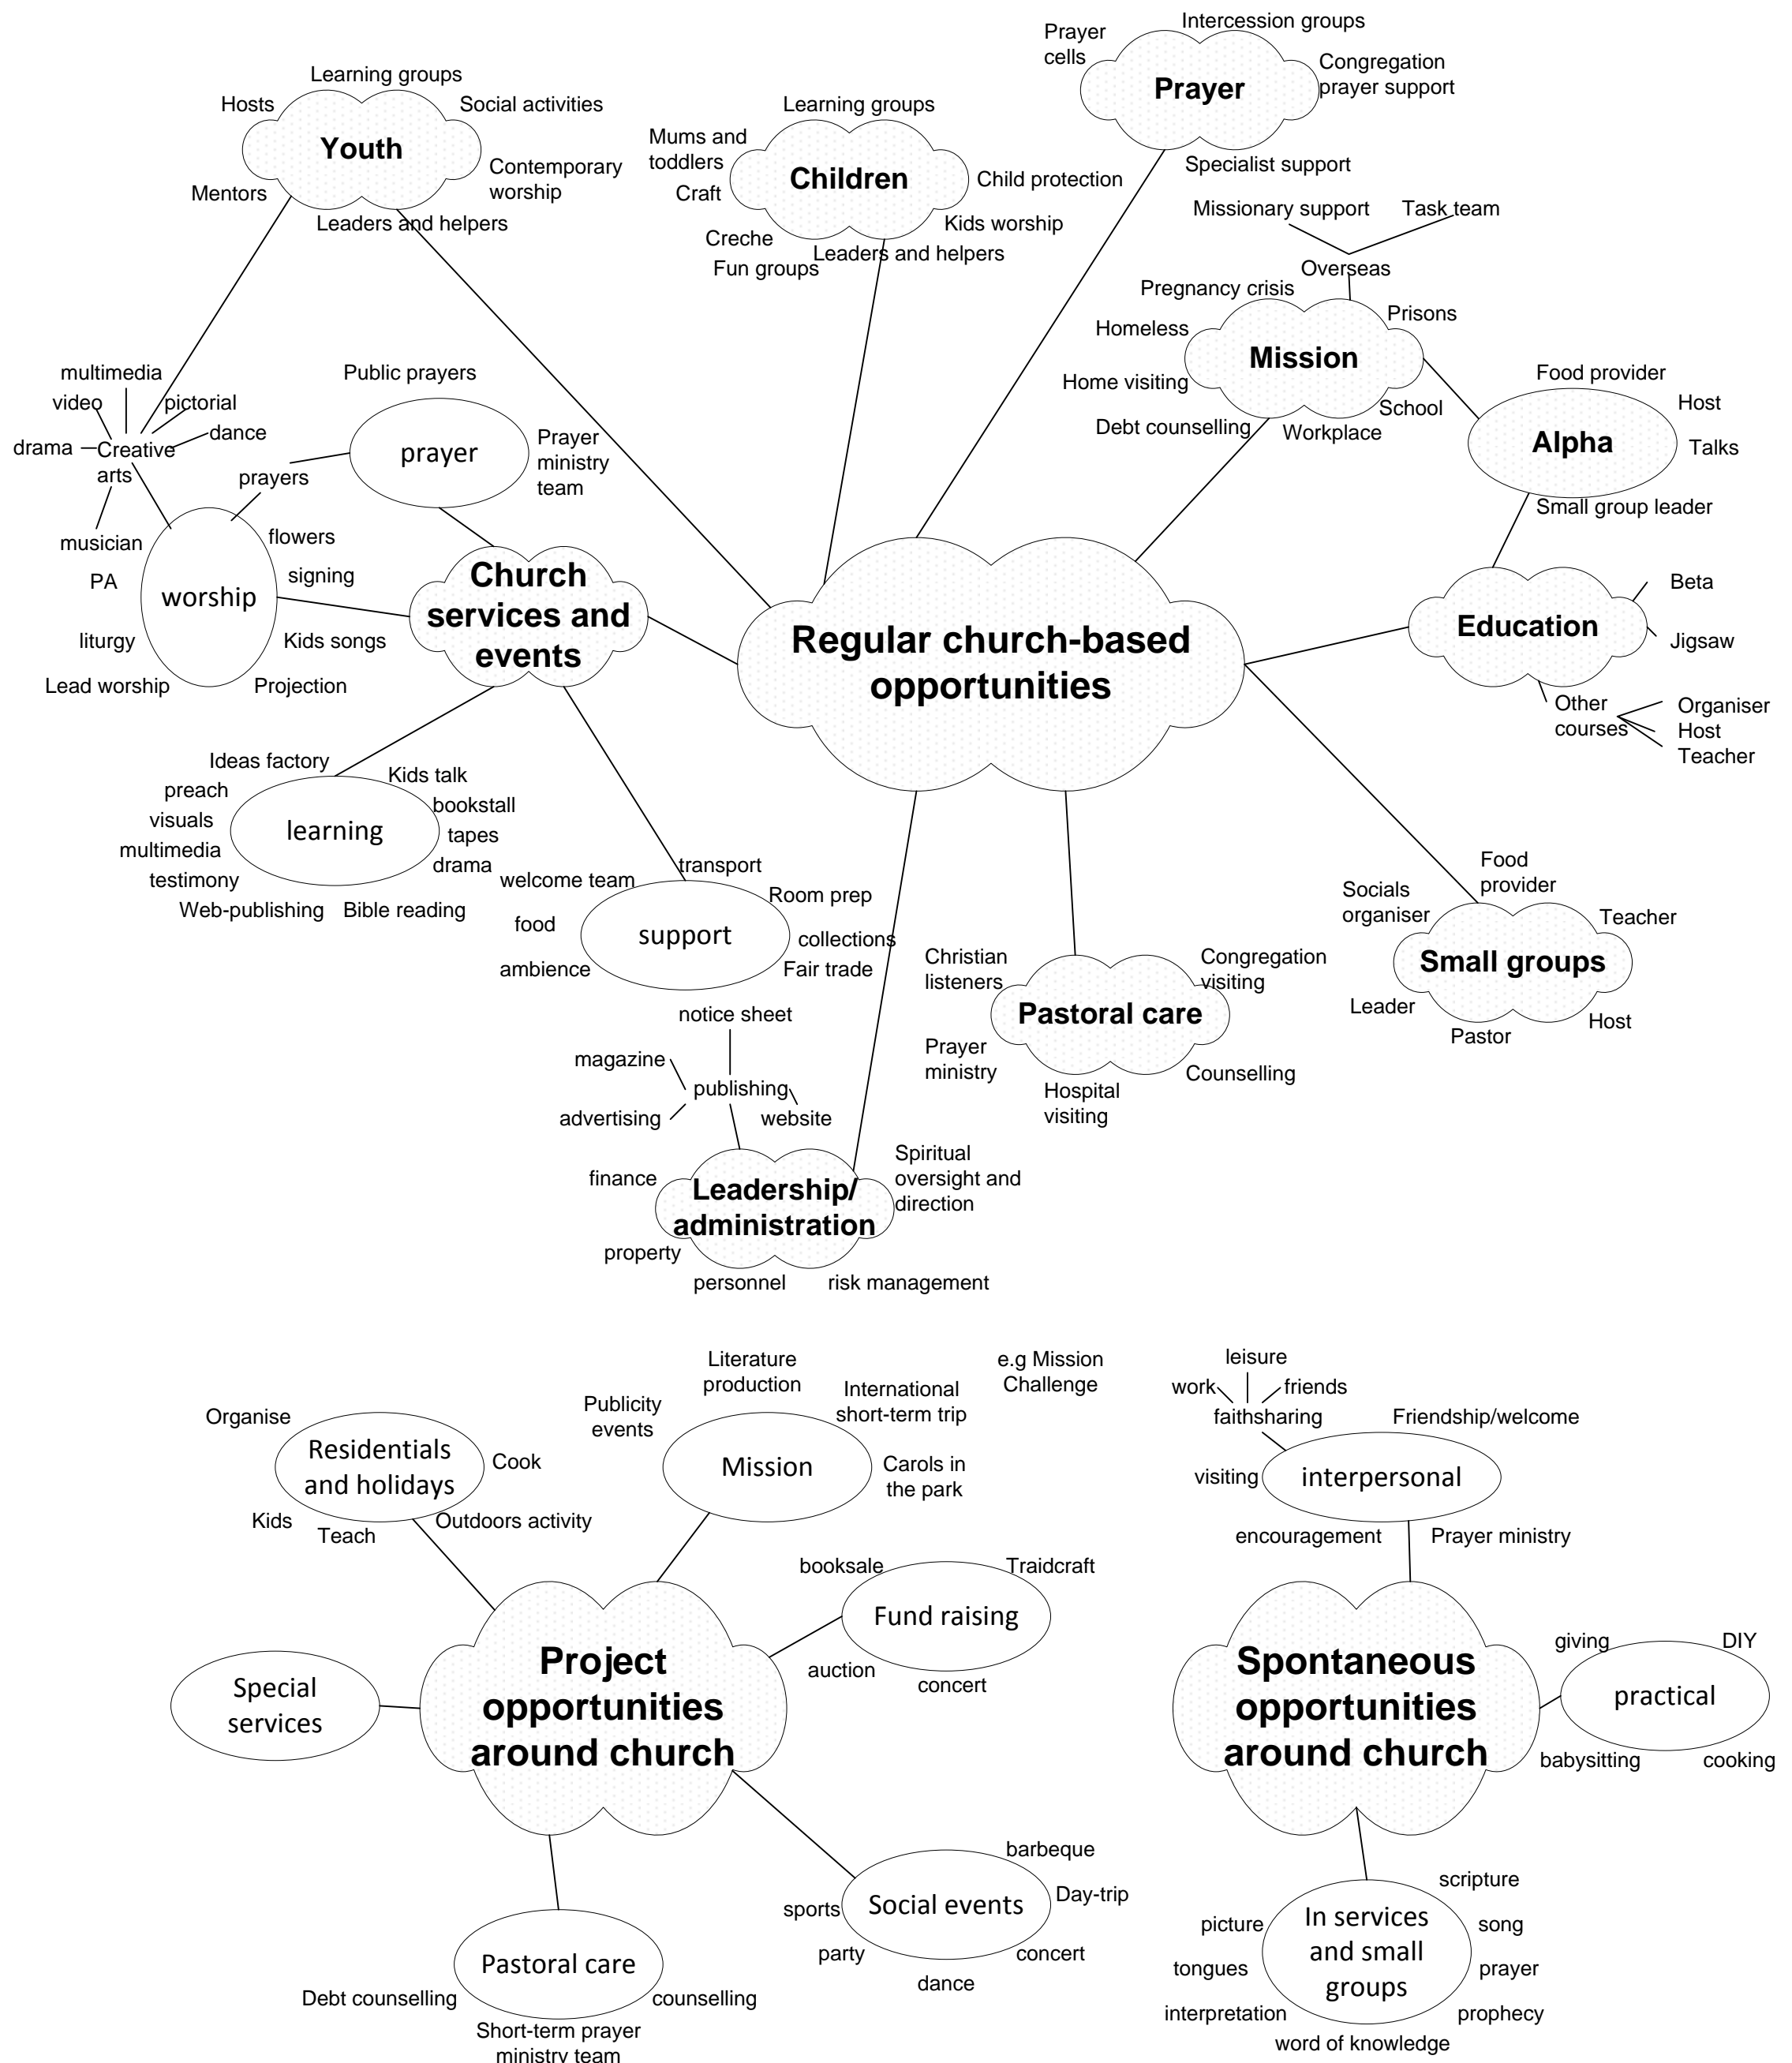 Intercession groups
Prayer
cells
Congregation
prayer support
Prayer
Specialist support
Learning groups
Hosts
Social activities
Youth
Contemporary
worship
Mentors
Leaders and helpers
Learning groups
Mums and
toddlers
Children
Child protection
Craft
Kids worship
Creche
Leaders and helpers
Fun groups
Missionary support
Task team
Overseas
Pregnancy crisis
Prisons
Homeless
Mission
Home visiting
School
Debt counselling
Workplace
Food provider
Host
Alpha
Talks
Small group leader
multimedia
video
pictorial
dance
drama
Creative
arts
musician
Public prayers
prayer
Prayer
ministry
team
prayers
flowers
PA
signing
worship
liturgy
Kids songs
Lead worship
Projection
Church
services and
events
Regular church-based
opportunities
Education
Beta
Jigsaw
Other
courses
Organiser
Host
Teacher
Ideas factory
Kids talk
preach
bookstall
visuals
learning
tapes
multimedia
drama
testimony
Web-publishing
Bible reading
transport
welcome team
Room prep
food
support
collections
ambience
Fair trade
Food
provider
Socials
organiser
Teacher
Small groups
Leader
Host
Pastor
Christian
listeners
Congregation
visiting
Pastoral care
Prayer
ministry
Counselling
Hospital
visiting
notice sheet
magazine
publishing
advertising
website
finance
Spiritual
oversight and
direction
Leadership/
administration
property
personnel
risk management
Organise
Residentials
and holidays
Cook
Kids
Teach
Outdoors activity
Literature
production
e.g Mission
Challenge
Publicity
events
International
short-term trip
Mission
Carols in
the park
booksale
Traidcraft
Fund raising
auction
concert
Special
services
Project
opportunities
around church
barbeque
Day-trip
sports
Social events
party
concert
dance
Pastoral care
Debt counselling
counselling
Short-term prayer
ministry team
leisure
work
friends
faithsharing
Friendship/welcome
visiting
interpersonal
encouragement
Prayer ministry
Spontaneous
opportunities
around church
giving
DIY
practical
babysitting
cooking
scripture
picture
In services
and small
groups
song
tongues
prayer
interpretation
prophecy
word of knowledge